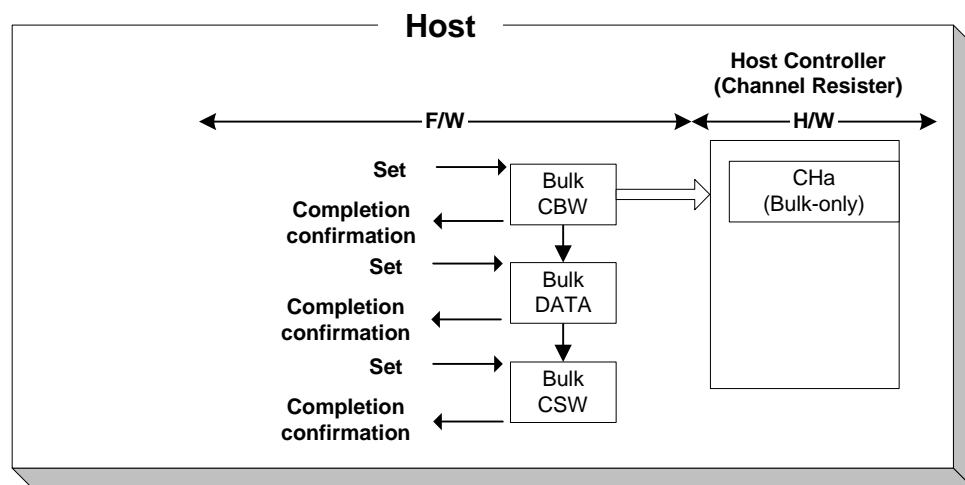 Host
Host Controller
(Channel Resister)
F/W
H/W
Set
Bulk
CBW
CHa
(Bulk-only)
Completion
confirmation
Set
Bulk
DATA
Completion
confirmation
Set
Bulk
CSW
Completion
confirmation